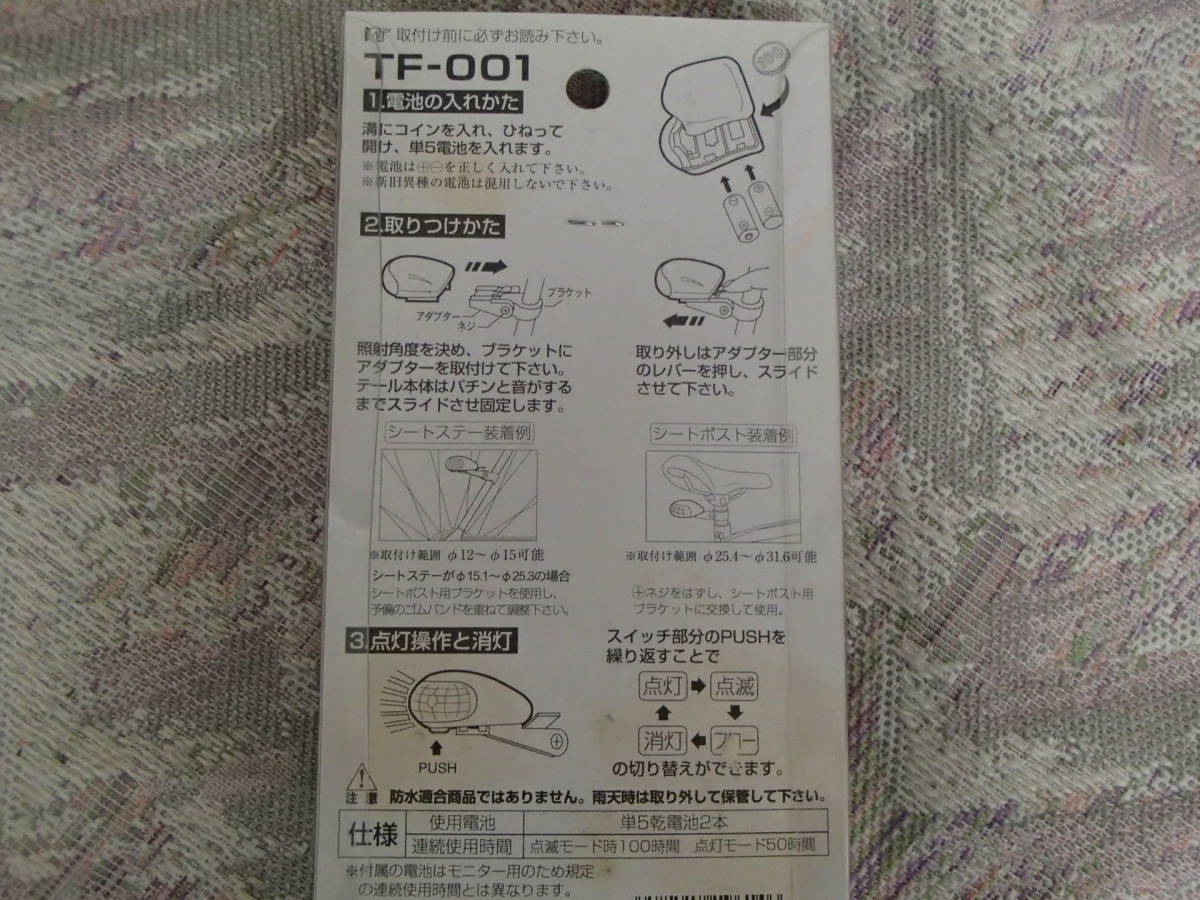 取付け前に必ずお読み下さい。
TF-001
1.電池の入れかた
溝にコインを入れ、ひねって
開け、単5電池を入れます。
※電池は⊕⊖を正しく入れて下さい。
※新旧異種の電池は混用しないで下さい。
100
2.取りつけかた
ブラケット
アダプター
ネジ
照射角度を決め、ブラケットに
アダプターを取付けて下さい。
テール本体はパチンと音がする
までスライドさせ固定します。
取り外しはアダプター部分
のレバーを押し、スライド
させて下さい。
シートステー装着例
※取付け範囲 φ12〜φ15可能
シートステーがφ15.1〜φ25.3の場合
シートポスト用ブラケットを使用し、
予備のゴムバンドを重ねて調整下さい。
シートポスト装着例
※取付け範囲 φ25.4〜φ31.6可能
⊕ネジをはずし、シートポスト用
ブラケットに交換して使用。
3.点灯操作と消灯
PUSH
スイッチ部分のPUSHを
繰り返すことで
点灯 ➡ 点滅
消灯 ⬅ フロー
の切り替えができます。
注意 防水適合商品ではありません。雨天時は取り外して保管して下さい。
仕様
使用電池 単5乾電池2本
連続使用時間 点滅モード時100時間 点灯モード50時間
※付属の電池はモニター用のため規定
の連続使用時間とは異なります。